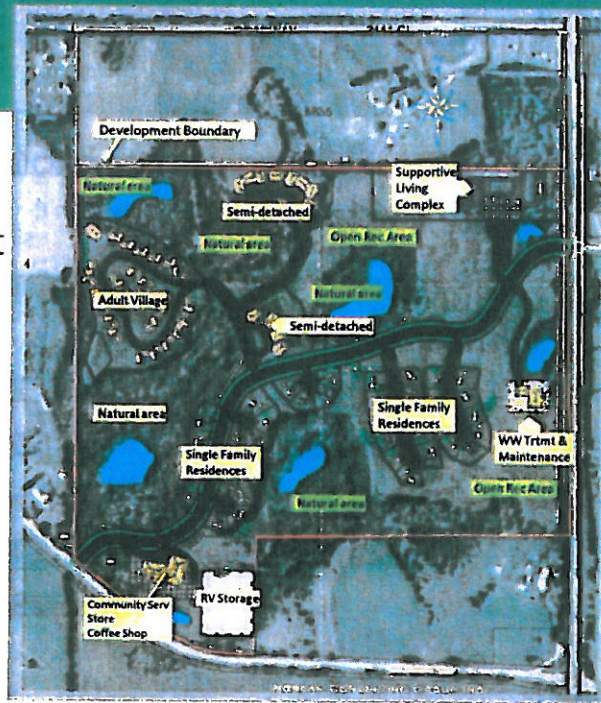 Development Boundary
Natural area
Semi-detached
Supportive
Living
Complex
Natural area
Open Rec Area
Adult Village
Natural area
Semi-detached
Natural area
Single Family
Residences
Single Family
Residences
WW Trtmt &
Maintenance
Natural area
Open Rec Area
Community Serv
Store
Coffee Shop
RV Storage